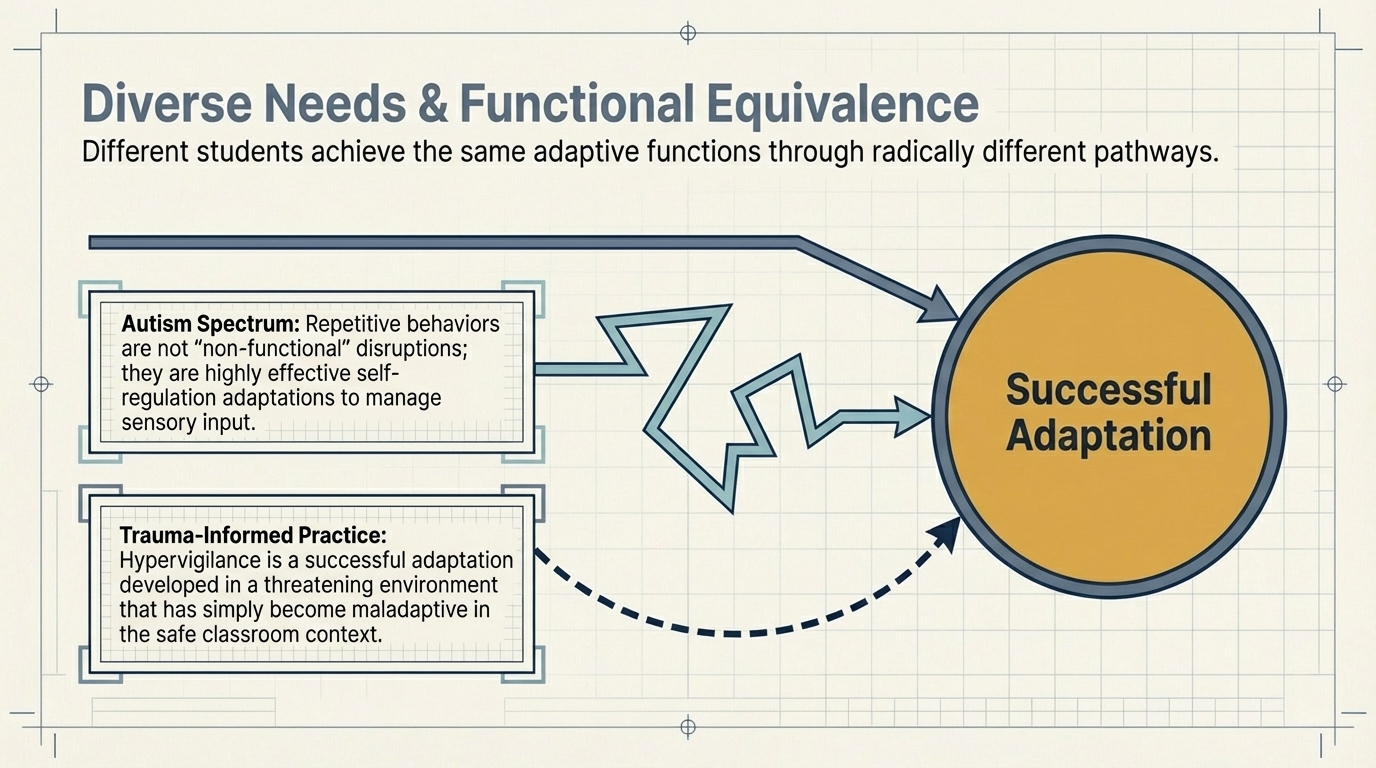 Diverse Needs & Functional Equivalence
Different students achieve the same adaptive functions through radically different pathways.
Autism Spectrum: Repetitive behaviors
are not “non-functional” disruptions;
they are highly effective self-
regulation adaptations to manage
sensory input.
Successful
Adaptation
Trauma-Informed Practice:
Hypervigilance is a successful adaptation
developed in a threatening environment
that has simply become maladaptive in
the safe classroom context.